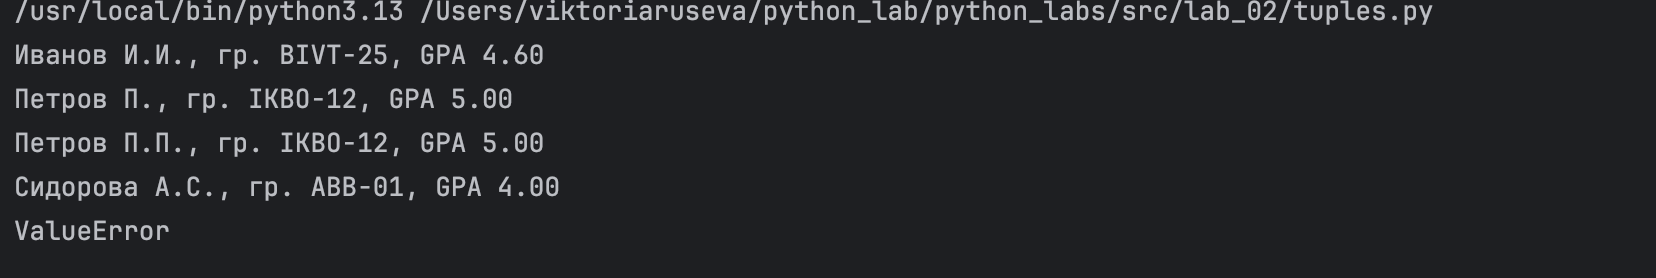 /usr/local/bin/python3.13 /Users/viktoriaruseva/python_lab/python_labs/src/lab_02/tuples.py
Иванов И.И., гр. BIVT-25, GPA 4.60
Петров П., гр. IKBO-12, GPA 5.00
Петров П.П., гр. IKBO-12, GPA 5.00
Сидорова А.С., гр. ABB-01, GPA 4.00
ValueError